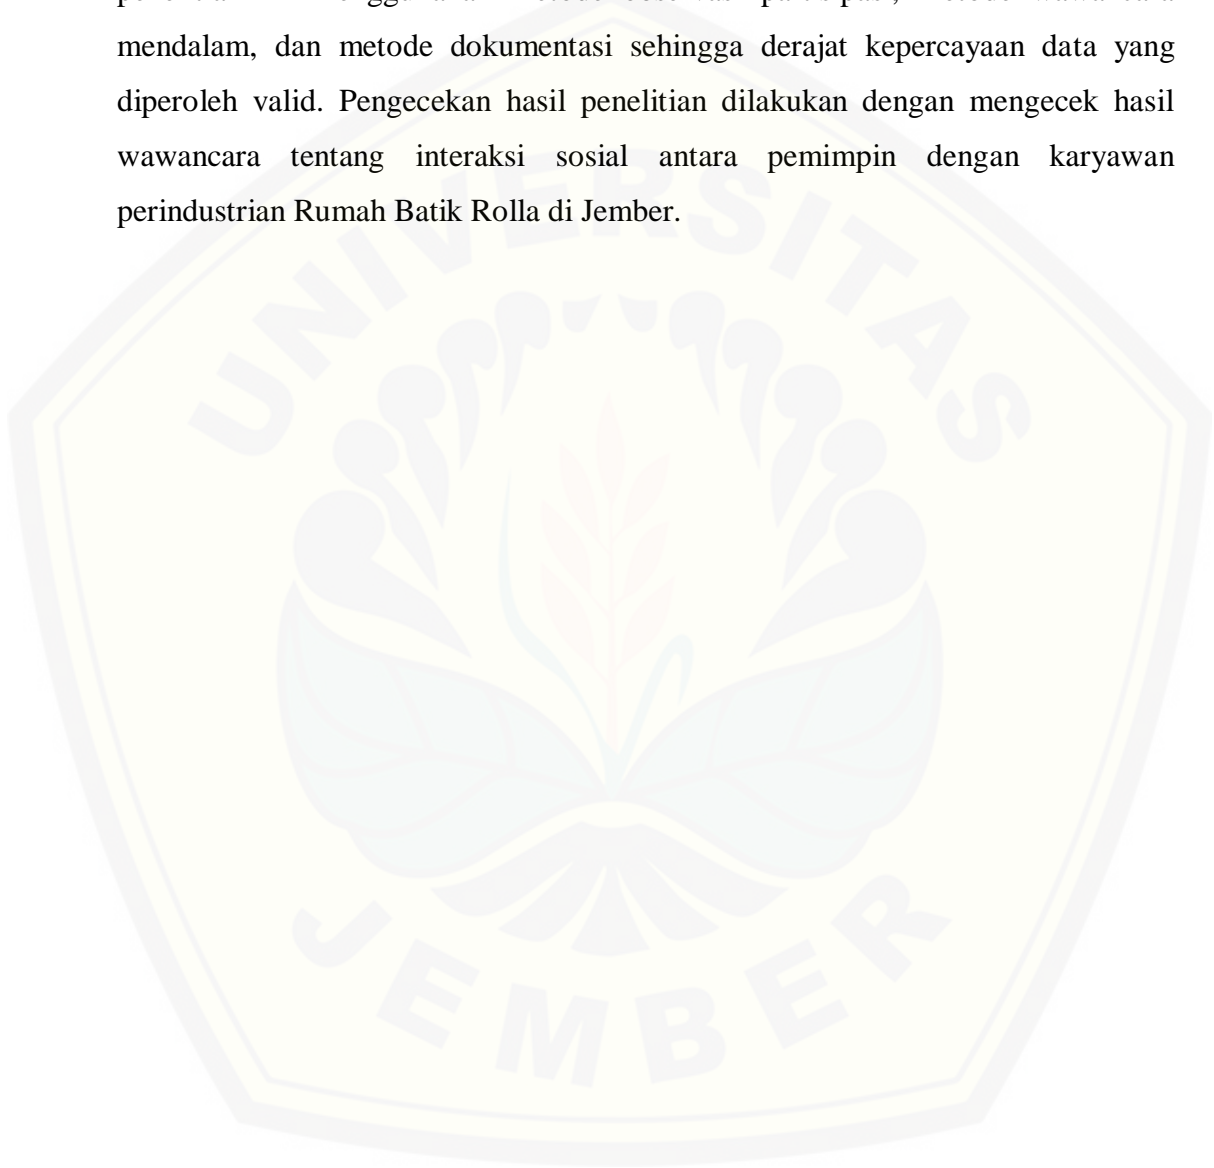 mendalam, dan metode dokumentasi sehingga derajat kepercayaan data yang
diperoleh valid. Pengecekan hasil penelitian dilakukan dengan mengecek hasil
wawancara tentang interaksi sosial antara pemimpin dengan karyawan
perindustrian Rumah Batik Rolla di Jember.
UNIVERSITAS
JEMBER